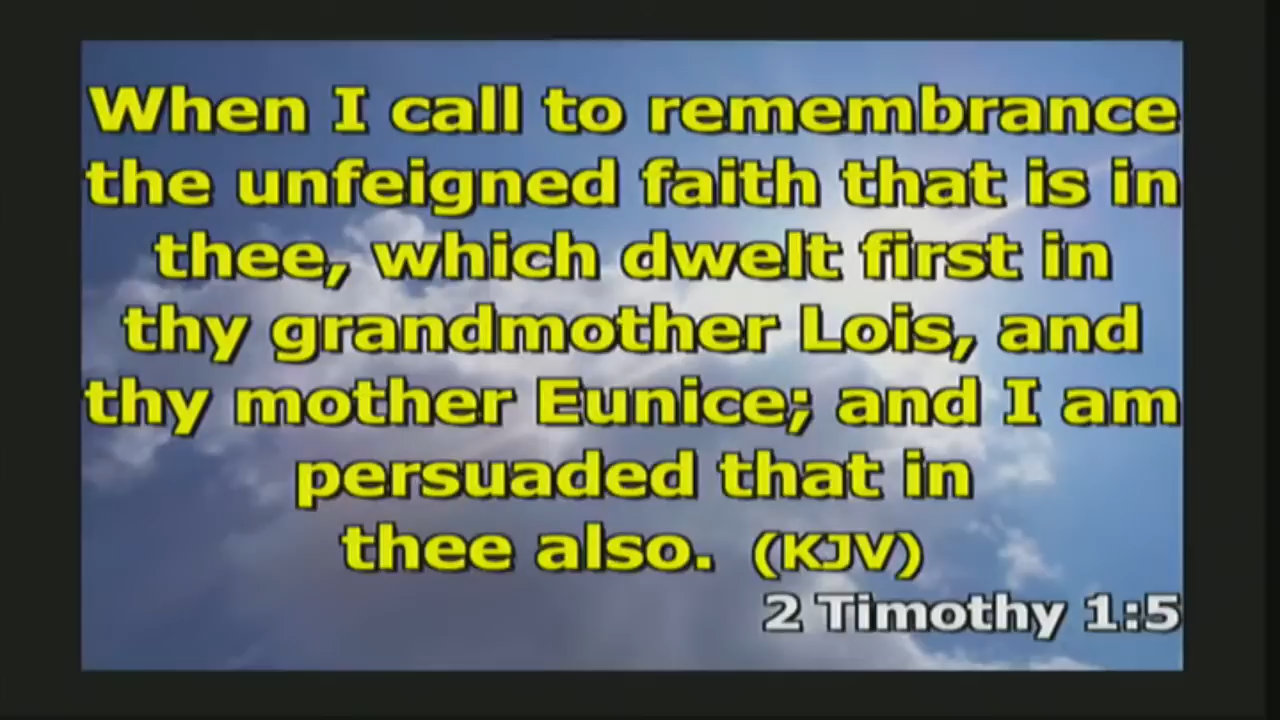 When I call to remembrance
the unfeigned faith that is in
thee, which dwelt first in
thy grandmother Lois, and
thy mother Eunice; and I am
persuaded that in
thee also. (KJV)
2 Timothy 1:5